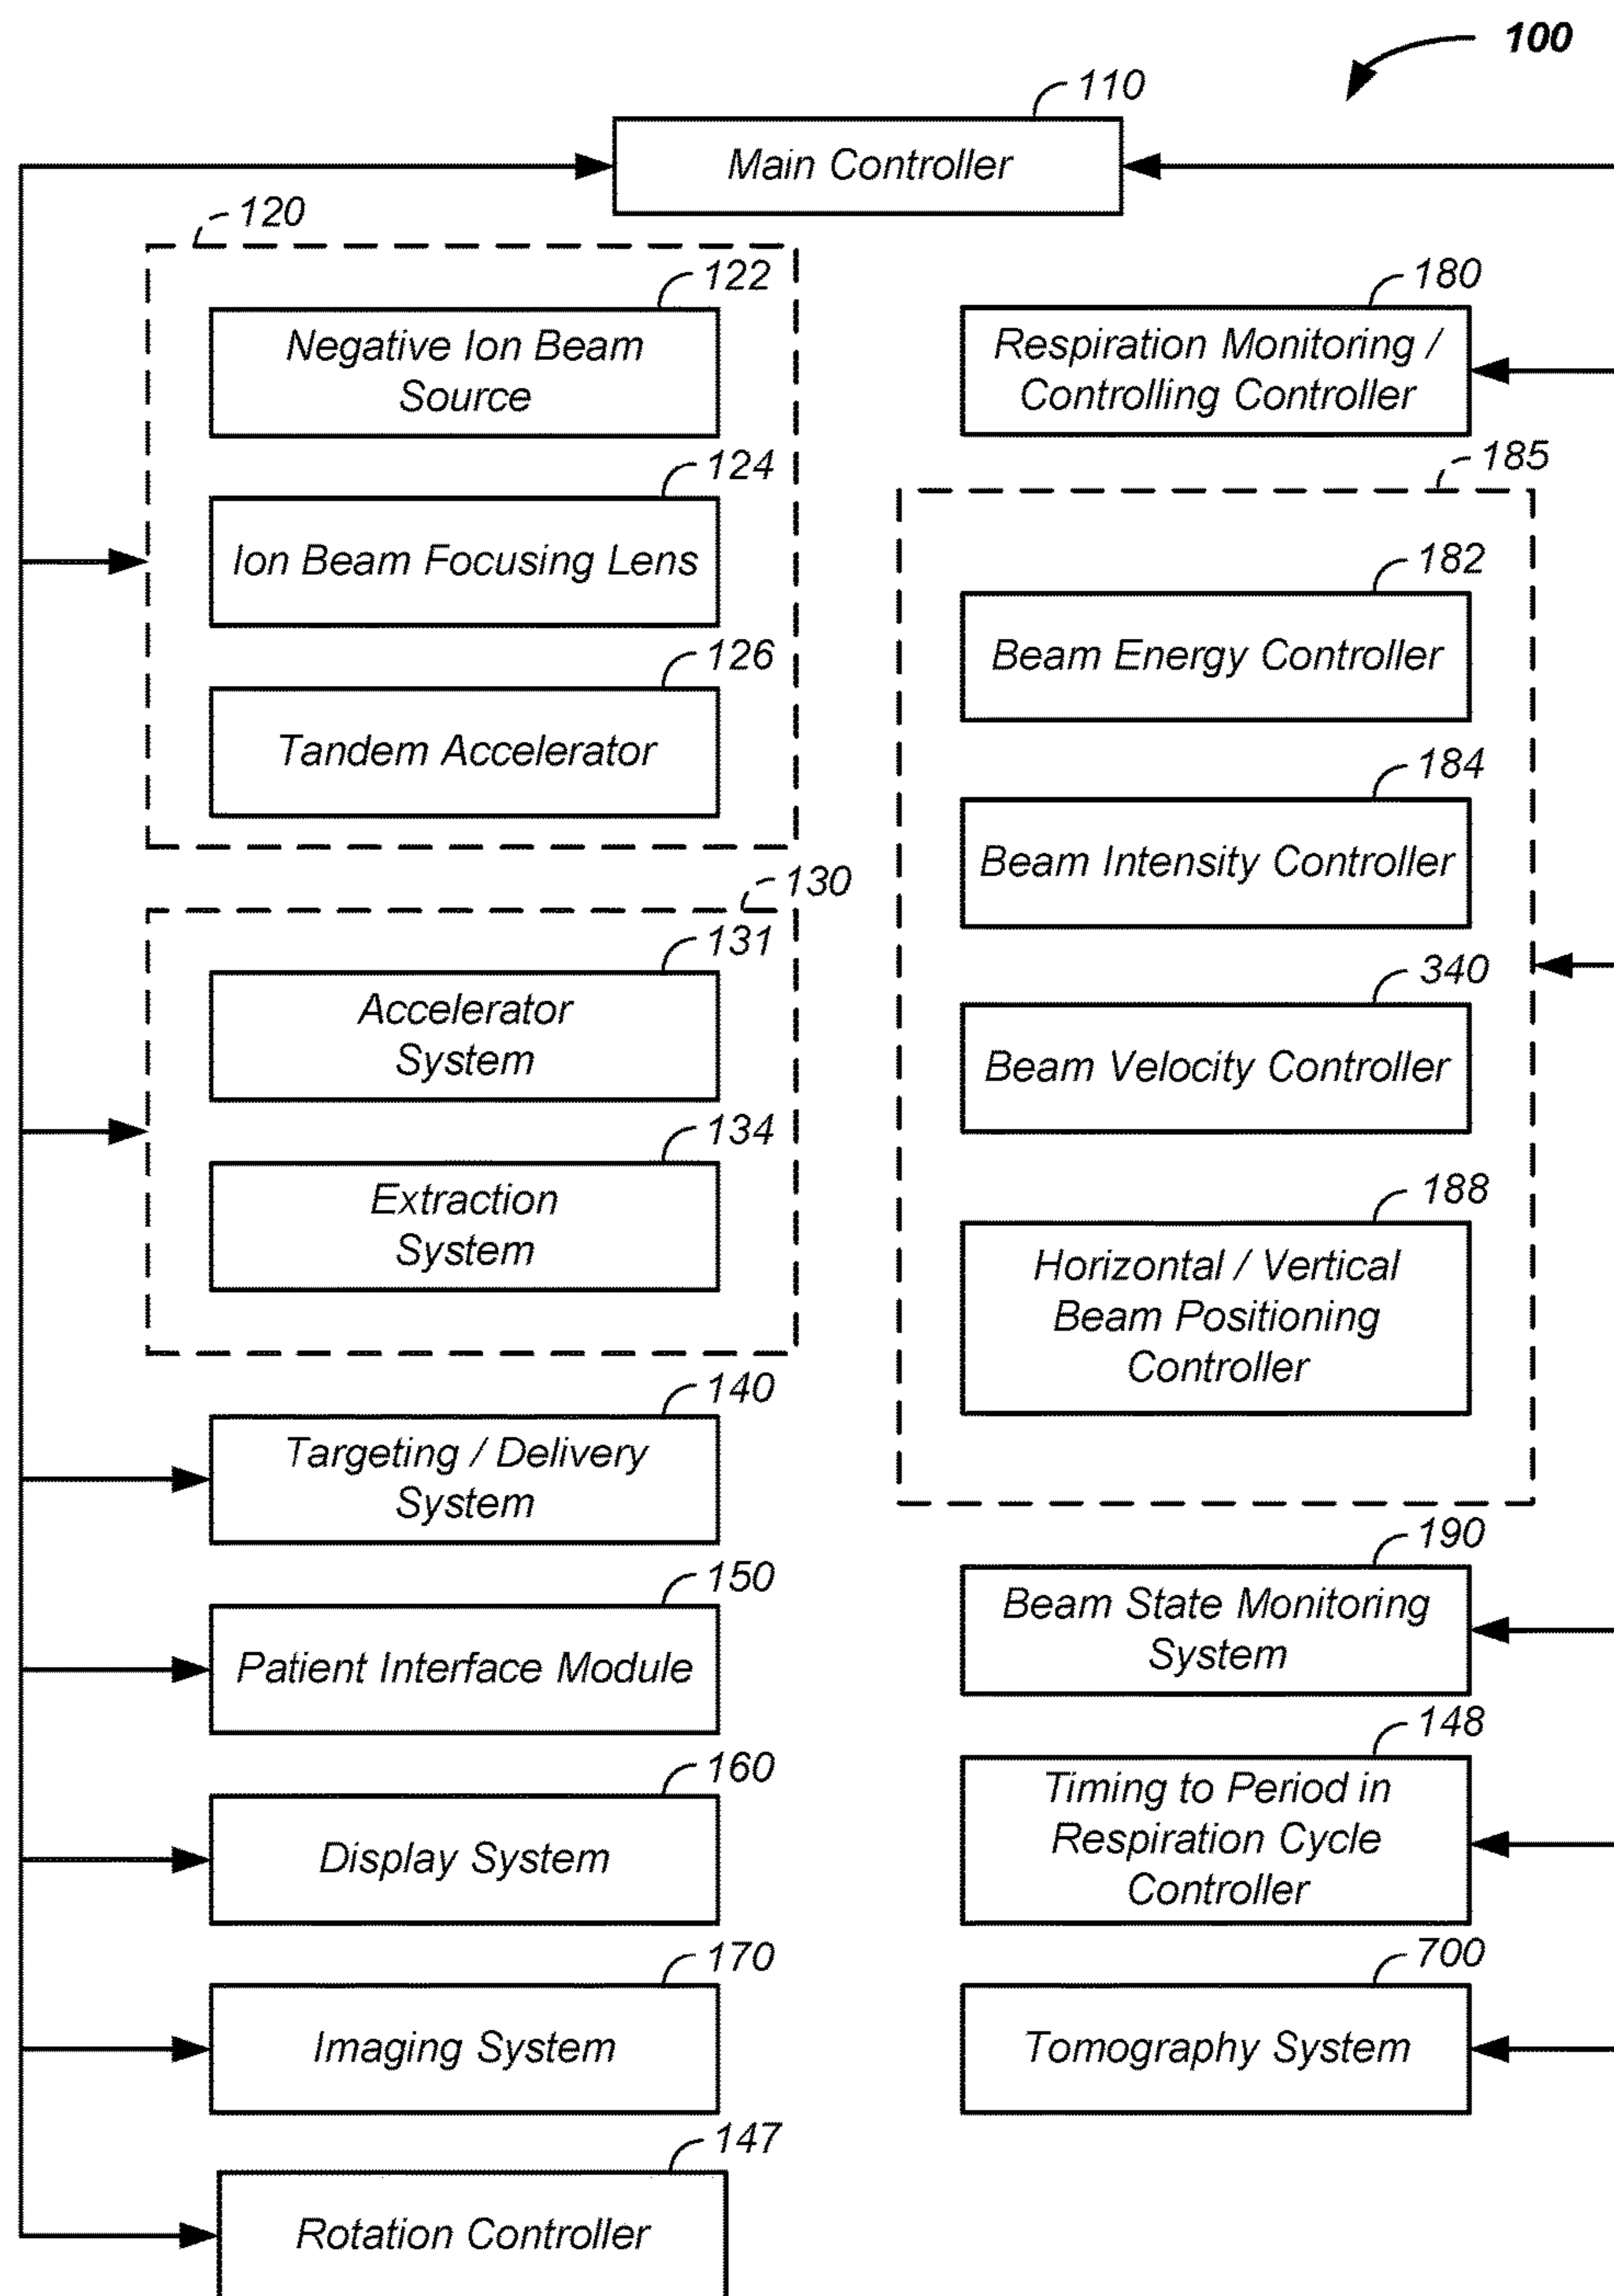 100
110
Main Controller
120
122
Negative Ion Beam
Source
124
Ion Beam Focusing Lens
126
Tandem Accelerator
130
131
Accelerator
System
134
Extraction
System
140
Targeting / Delivery
System
150
Patient Interface Module
160
Display System
170
Imaging System
147
Rotation Controller
180
Respiration Monitoring /
Controlling Controller
185
182
Beam Energy Controller
184
Beam Intensity Controller
340
Beam Velocity Controller
188
Horizontal / Vertical
Beam Positioning
Controller
190
Beam State Monitoring
System
148
Timing to Period in
Respiration Cycle
Controller
700
Tomography System